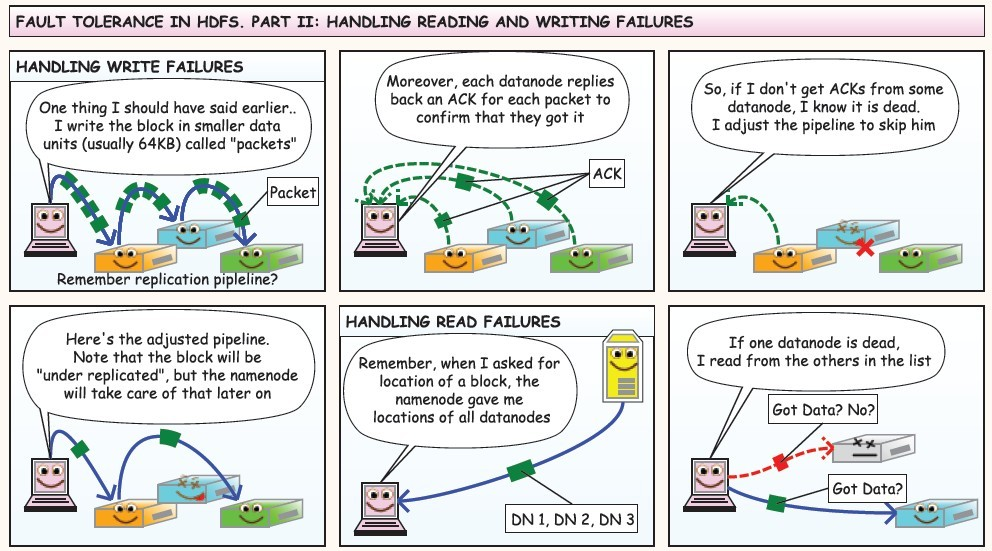 FAULT TOLERANCE IN HDFS. PART II: HANDLING READING AND WRITING FAILURES
HANDLING WRITE FAILURES
One thing I should have said earlier..
I write the block in smaller data
units (usually 64KB) called "packets"
Packet
Remember replication pipleline?
Moreover, each datanode replies
back an ACK for each packet to
confirm that they got it
ACK
So, if I don't get ACKs from some
datanode, I know it is dead.
I adjust the pipeline to skip him
Here's the adjusted pipeline.
Note that the block will be
"under replicated", but the namenode
will take care of that later on
HANDLING READ FAILURES
Remember, when I asked for
location of a block, the
namenode gave me
locations of all datanodes
DN 1, DN 2, DN 3
If one datanode is dead,
I read from the others in the list
Got Data? No?
Got Data?